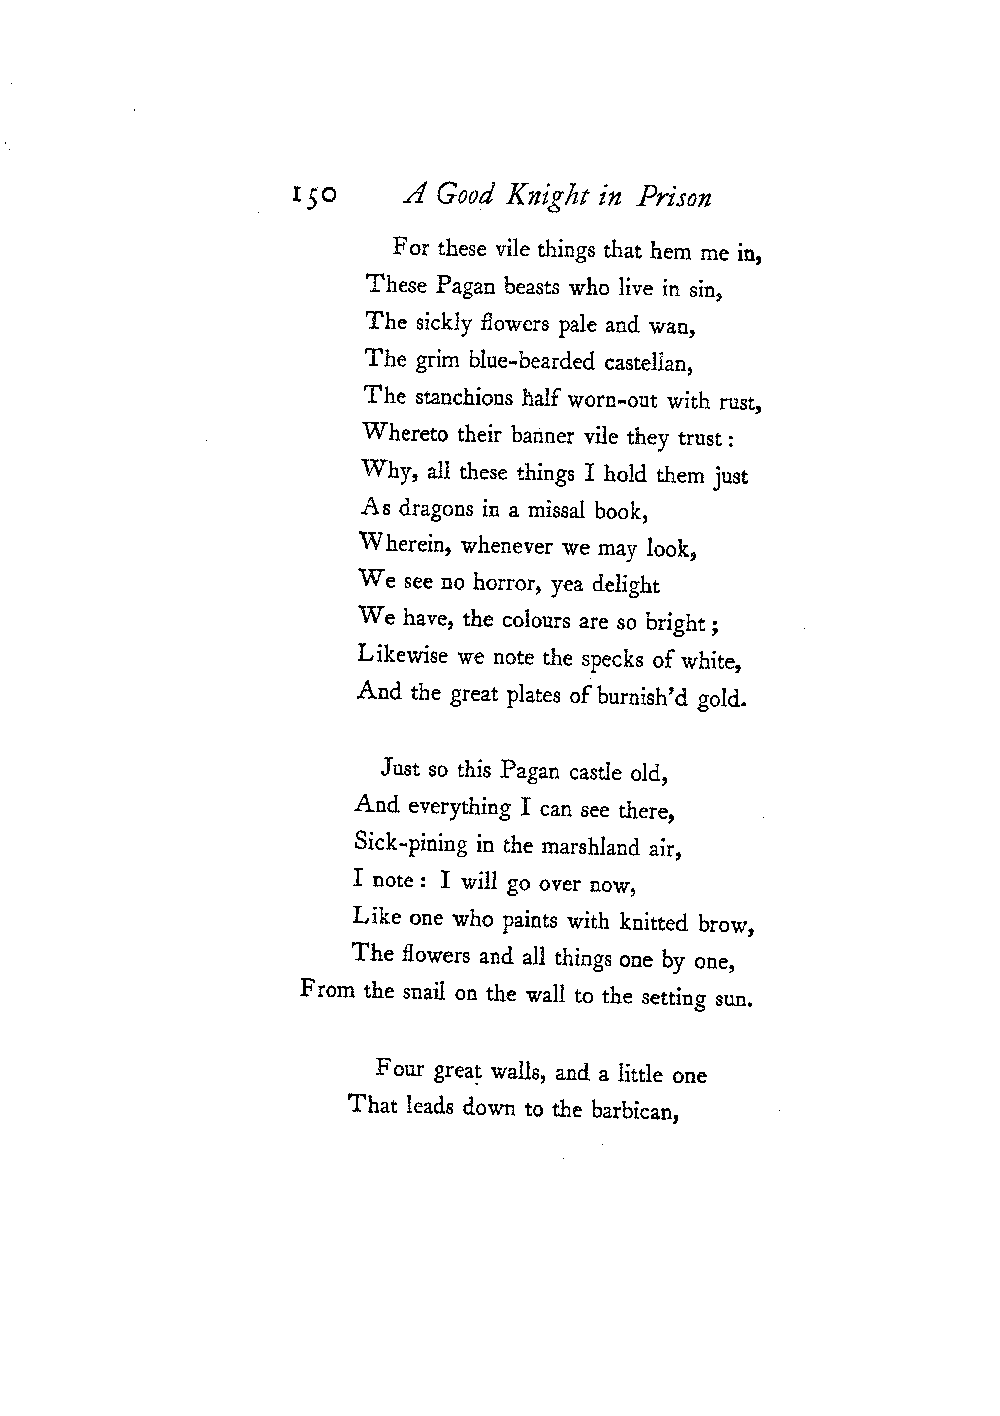 150 A Good Knight in Prison
For these vile things that hem me in,
These Pagan beasts who live in sin,
The sickly flowers pale and wan,
The grim blue-bearded castellan,
The stanchions half worn-out with rust,
Whereto their banner vile they trust :
Why, all these things I hold them just
As dragons in a missal book,
Wherein, whenever we may look,
We see no horror, yea delight
We have, the colours are so bright ;
Likewise we note the specks of white,
And the great plates of burnish'd gold.
Just so this Pagan castle old,
And everything I can see there,
Sick-pining in the marshland air,
I note : I will go over now,
Like one who paints with knitted brow,
The flowers and all things one by one,
From the snail on the wall to the setting sun.
Four great walls, and a little one
That leads down to the barbican,